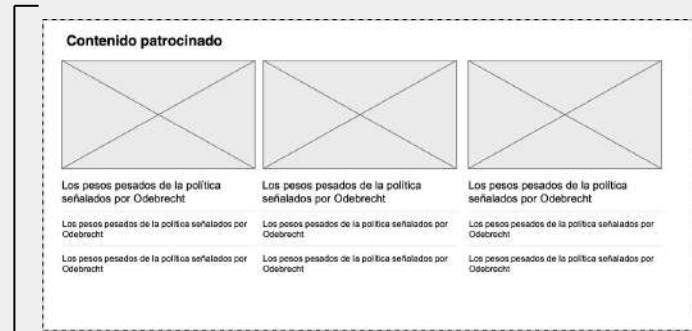 Contenido patrocinado
Los pesos pesados de la política
señalados por Odebrecht
Los pesos pesados de la política señalados por
Odebrecht
Los pesos pesados de la política señalados por
Odebrecht
Los pesos pesados de la política
señalados por Odebrecht
Los pesos pesados de la política señalados por
Odebrecht
Los pesos pesados de la política señalados por
Odebrecht
Los pesos pesados de la política
señalados por Odebrecht
Los pesos pesados de la política señalados por
Odebrecht
Los pesos pesados de la política señalados por
Odebrecht